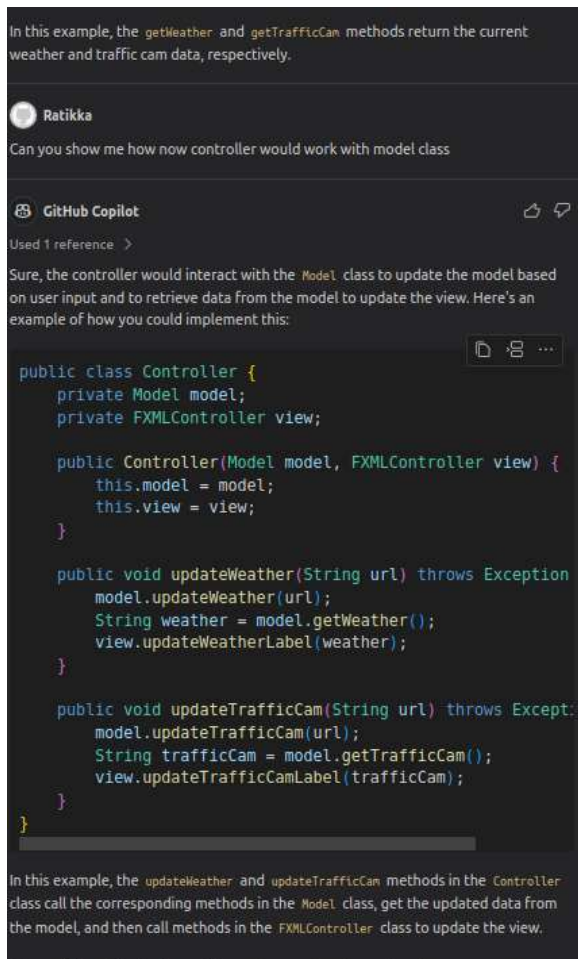 In this example, the getWeather and getTrafficCam methods return the current
weather and traffic cam data, respectively.
Ratikka
Can you show me how now controller would work with model class
GitHub Copilot
Used 1 reference >
Sure, the controller would interact with the Model class to update the model based
on user input and to retrieve data from the model to update the view. Here's an
example of how you could implement this:
public class Controller {
    private Model model;
    private FXMLController view;
    public Controller(Model model, FXMLController view) {
        this.model = model;
        this.view = view;
    }
    public void updateWeather(String url) throws Exception
        model.updateWeather(url);
        String weather = model.getWeather();
        view.updateWeatherLabel(weather);
    }
    public void updateTrafficCam(String url) throws Except
        model.updateTrafficCam(url);
        String trafficCam = model.getTrafficCam();
        view.updateTrafficCamLabel(trafficCam);
    }
}
In this example, the updateWeather and updateTrafficCam methods in the Controller
class call the corresponding methods in the Model class, get the updated data from
the model, and then call methods in the FXMLController class to update the view.